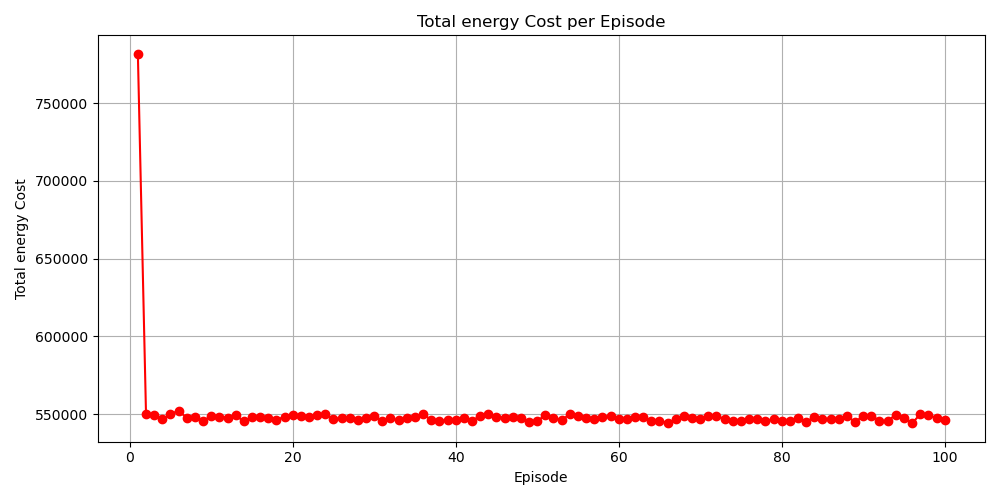 Total energy Cost per Episode
Total energy Cost
750000
700000
650000
600000
550000
0 20 40 60 80 100
Episode